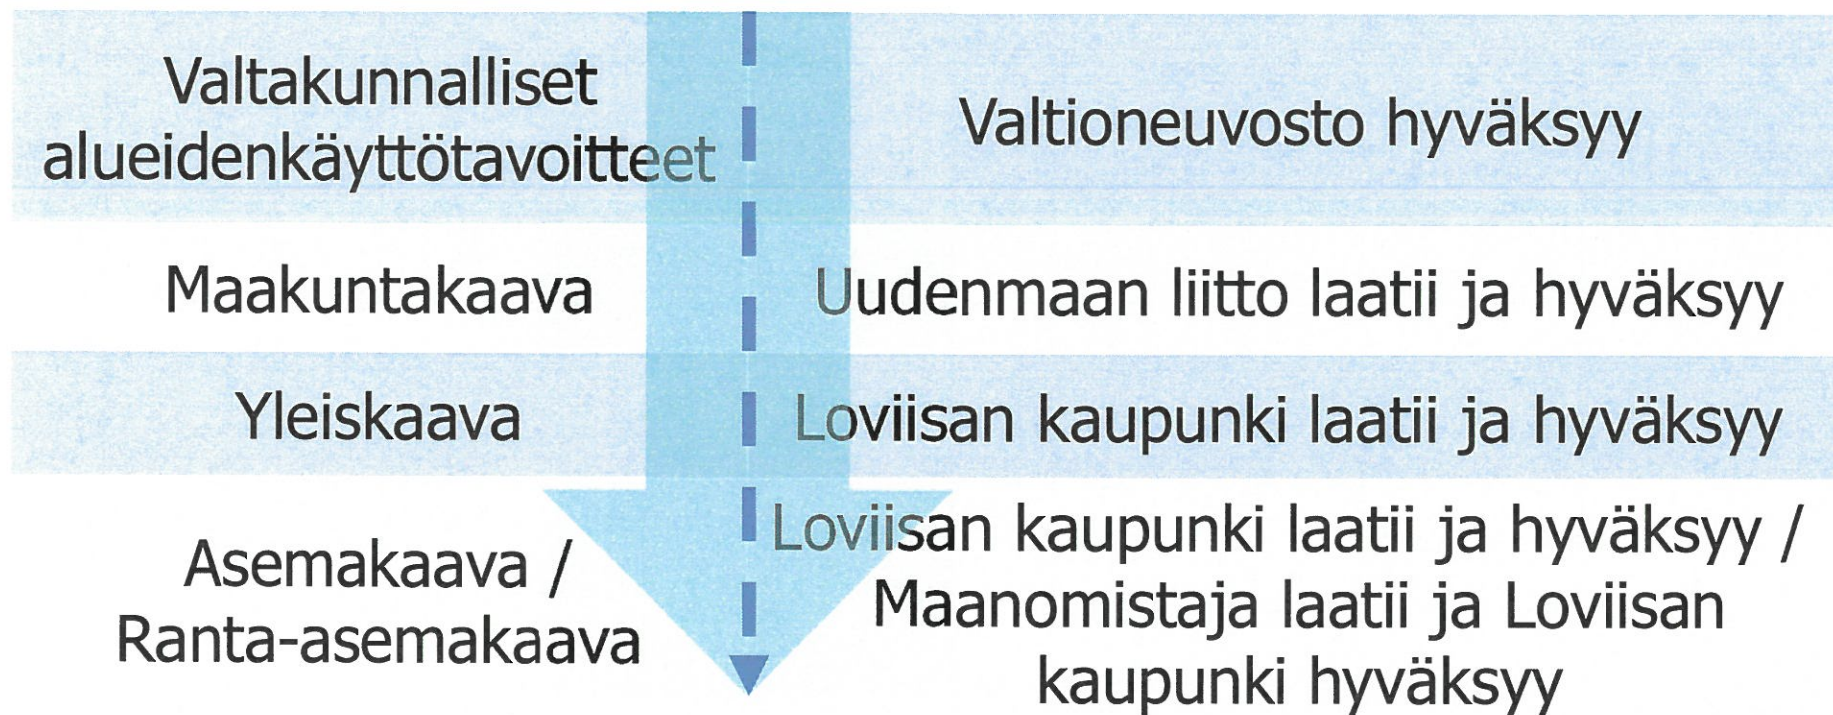 Valtakunnalliset
alueidenkäyttötavoitteet
Valtioneuvosto hyväksyy
Maakuntakaava
Uudenmaan liitto laatii ja hyväksyy
Yleiskaava
Loviisan kaupunki laatii ja hyväksyy
Asemakaava /
Ranta-asemakaava
Loviisan kaupunki laatii ja hyväksyy /
Maanomistaja laatii ja Loviisan
kaupunki hyväksyy